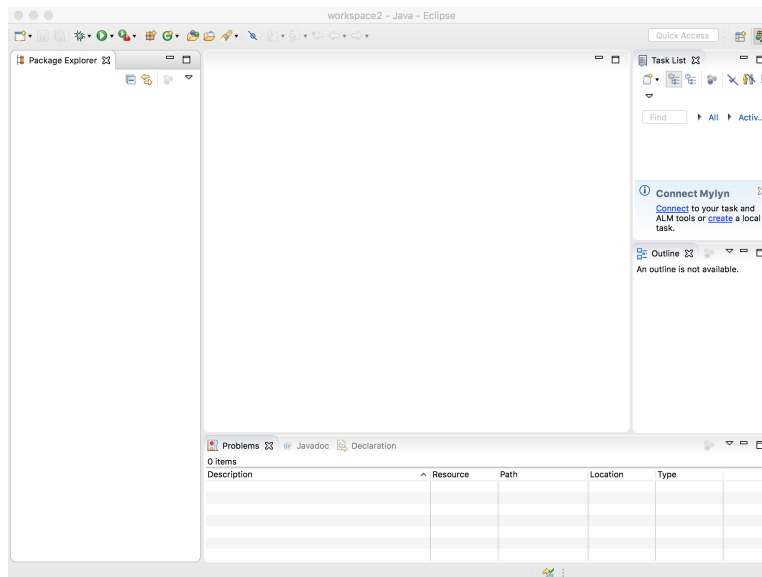 workspace2 - Java - Eclipse
Quick Access
Package Explorer
Task List
Find
All
Activ...
Connect Mylyn
Connect to your task and
ALM tools or create a local
task.
Outline
An outline is not available.
Problems
Javadoc
Declaration
0 items
Description Resource Path Location Type